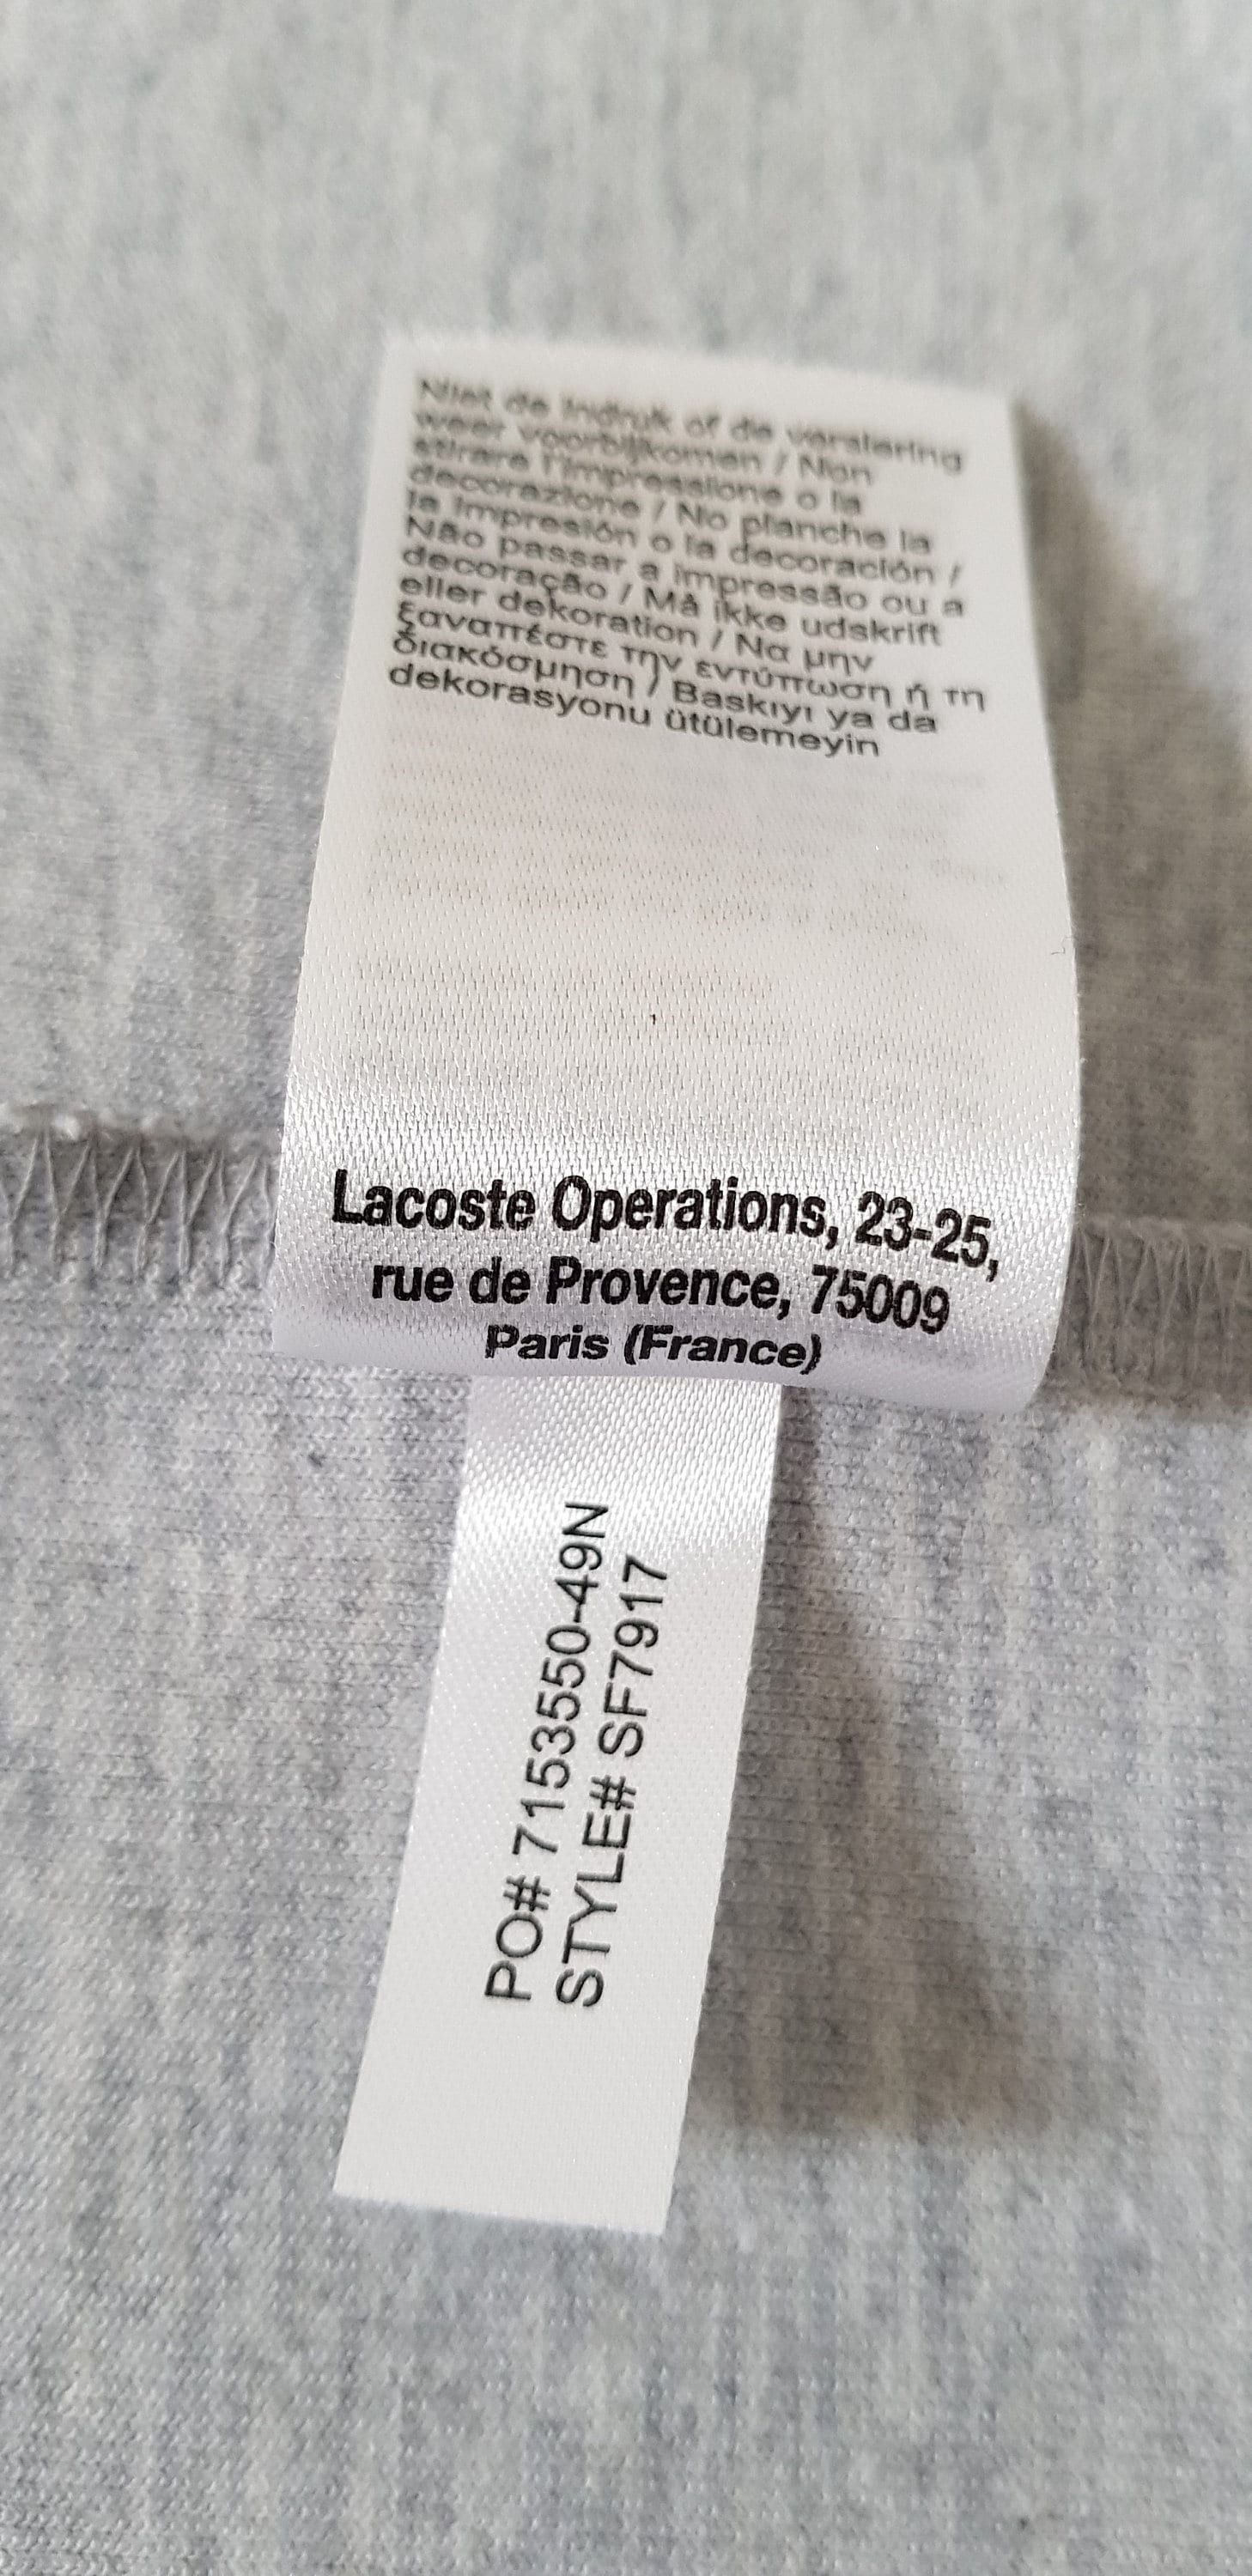 Niet de indruk of de versiering
weer voorbijkomen / Non
stirare l'impressione o la
decorazione / No planche la
la impresión o la decoración /
Não passar a impressão ou a
decoração / Må ikke udskrift
eller dekoration / Να μην
ξαναπέστε την εντύπωση ή τη
διακόσμηση / Baskıyı ya da
dekorasyonu ütülemeyin
Lacoste Operations, 23-25,
rue de Provence, 75009
Paris (France)
PO# 7153550-49N
STYLE# SF7917